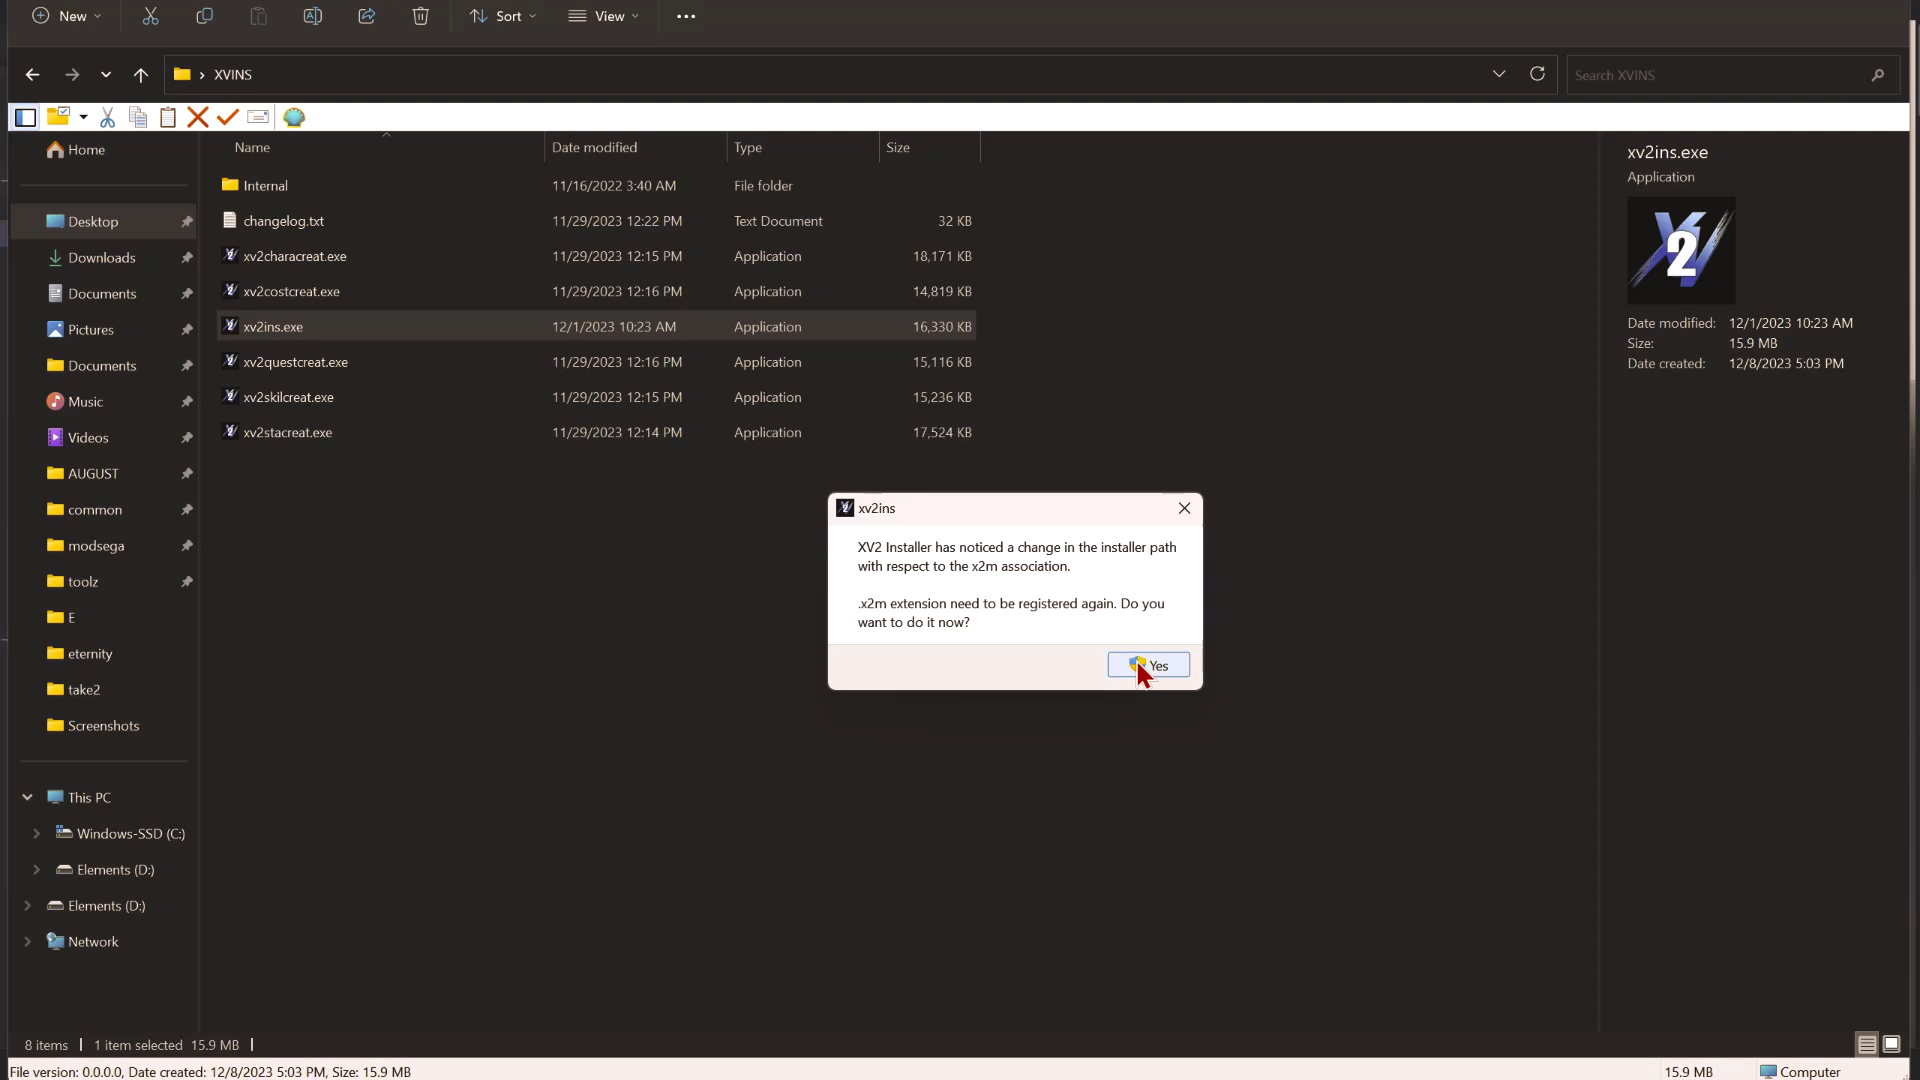 New
Sort
View
XVINS
Search XVINS
Home
Desktop
Downloads
Documents
Pictures
Documents
Music
Videos
AUGUST
common
modsega
toolz
E
eternity
take2
Screenshots
This PC
Windows-SSD (C:)
Elements (D:)
Elements (D:)
Network
Name Date modified Type Size
Internal 11/16/2022 3:40 AM File folder
changelog.txt 11/29/2023 12:22 PM Text Document 32 KB
xv2characreat.exe 11/29/2023 12:15 PM Application 18,171 KB
xv2costcreat.exe 11/29/2023 12:16 PM Application 14,819 KB
xv2ins.exe 12/1/2023 10:23 AM Application 16,330 KB
xv2questcreat.exe 11/29/2023 12:16 PM Application 15,116 KB
xv2skilcreat.exe 11/29/2023 12:15 PM Application 15,236 KB
xv2stacreat.exe 11/29/2023 12:14 PM Application 17,524 KB
xv2ins
XV2 Installer has noticed a change in the installer path
with respect to the x2m association.
.x2m extension need to be registered again. Do you
want to do it now?
Yes
xv2ins.exe
Application
XV2
Date modified: 12/1/2023 10:23 AM
Size: 15.9 MB
Date created: 12/8/2023 5:03 PM
8 items 1 item selected 15.9 MB
File version: 0.0.0.0, Date created: 12/8/2023 5:03 PM, Size: 15.9 MB
15.9 MB
Computer